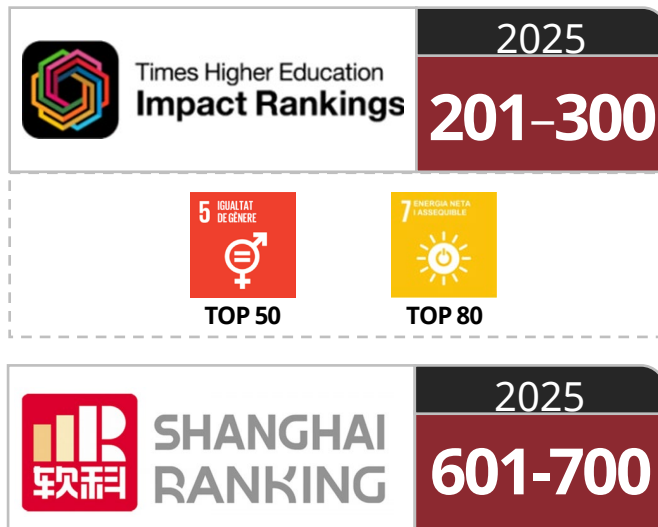 Times Higher Education
Impact Rankings
2025
201–300
5 IGUALTAT
DE GÈNERE
TOP 50
7 ENERGIA NETA
I ASSEQUIBLE
TOP 80
软科
SHANGHAI
RANKING
2025
601-700